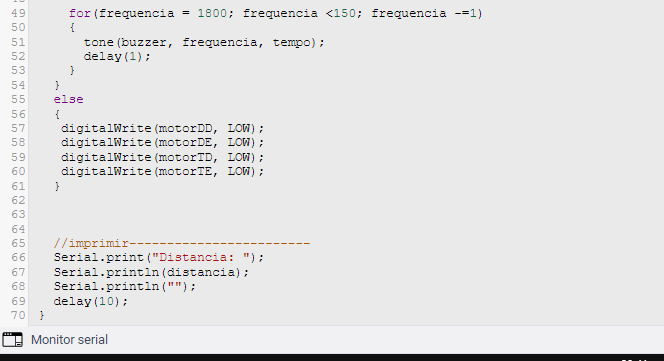 49 for(frequencia = 1800; frequencia <150; frequencia -=1)
50 {
51 tone(buzzer, frequencia, tempo);
52 delay(1);
53 }
54 }
55 else
56 {
57 digitalWrite(motorDD, LOW);
58 digitalWrite(motorDE, LOW);
59 digitalWrite(motorTD, LOW);
60 digitalWrite(motorTE, LOW);
61 }
62
63
64
65 //imprimir------------------------
66 Serial.print("Distancia: ");
67 Serial.println(distancia);
68 Serial.println("");
69 delay(10);
70 }
Monitor serial